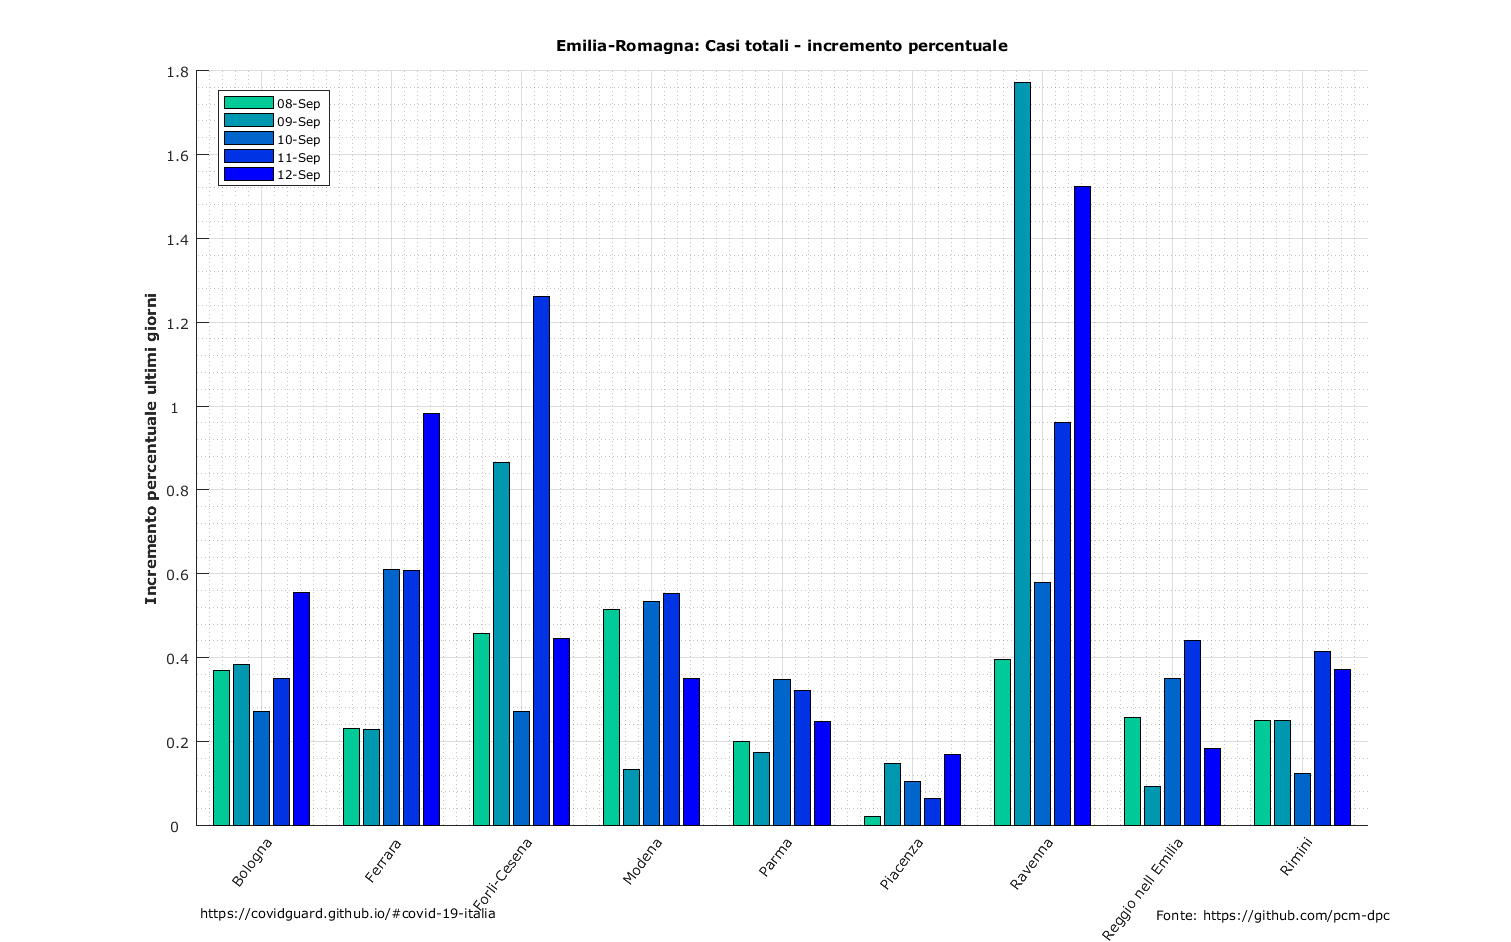 Emilia-Romagna: Casi totali - incremento percentuale
Incremento percentuale ultimi giorni
1.8
1.6
1.4
1.2
1
0.8
0.6
0.4
0.2
0
08-Sep
09-Sep
10-Sep
11-Sep
12-Sep
Bologna
Ferrara
Forlì-Cesena
Modena
Parma
Piacenza
Ravenna
Reggio nell Emilia
Rimini
https://covidguard.github.io/#covid-19-italia
Fonte: https://github.com/pcm-dpc